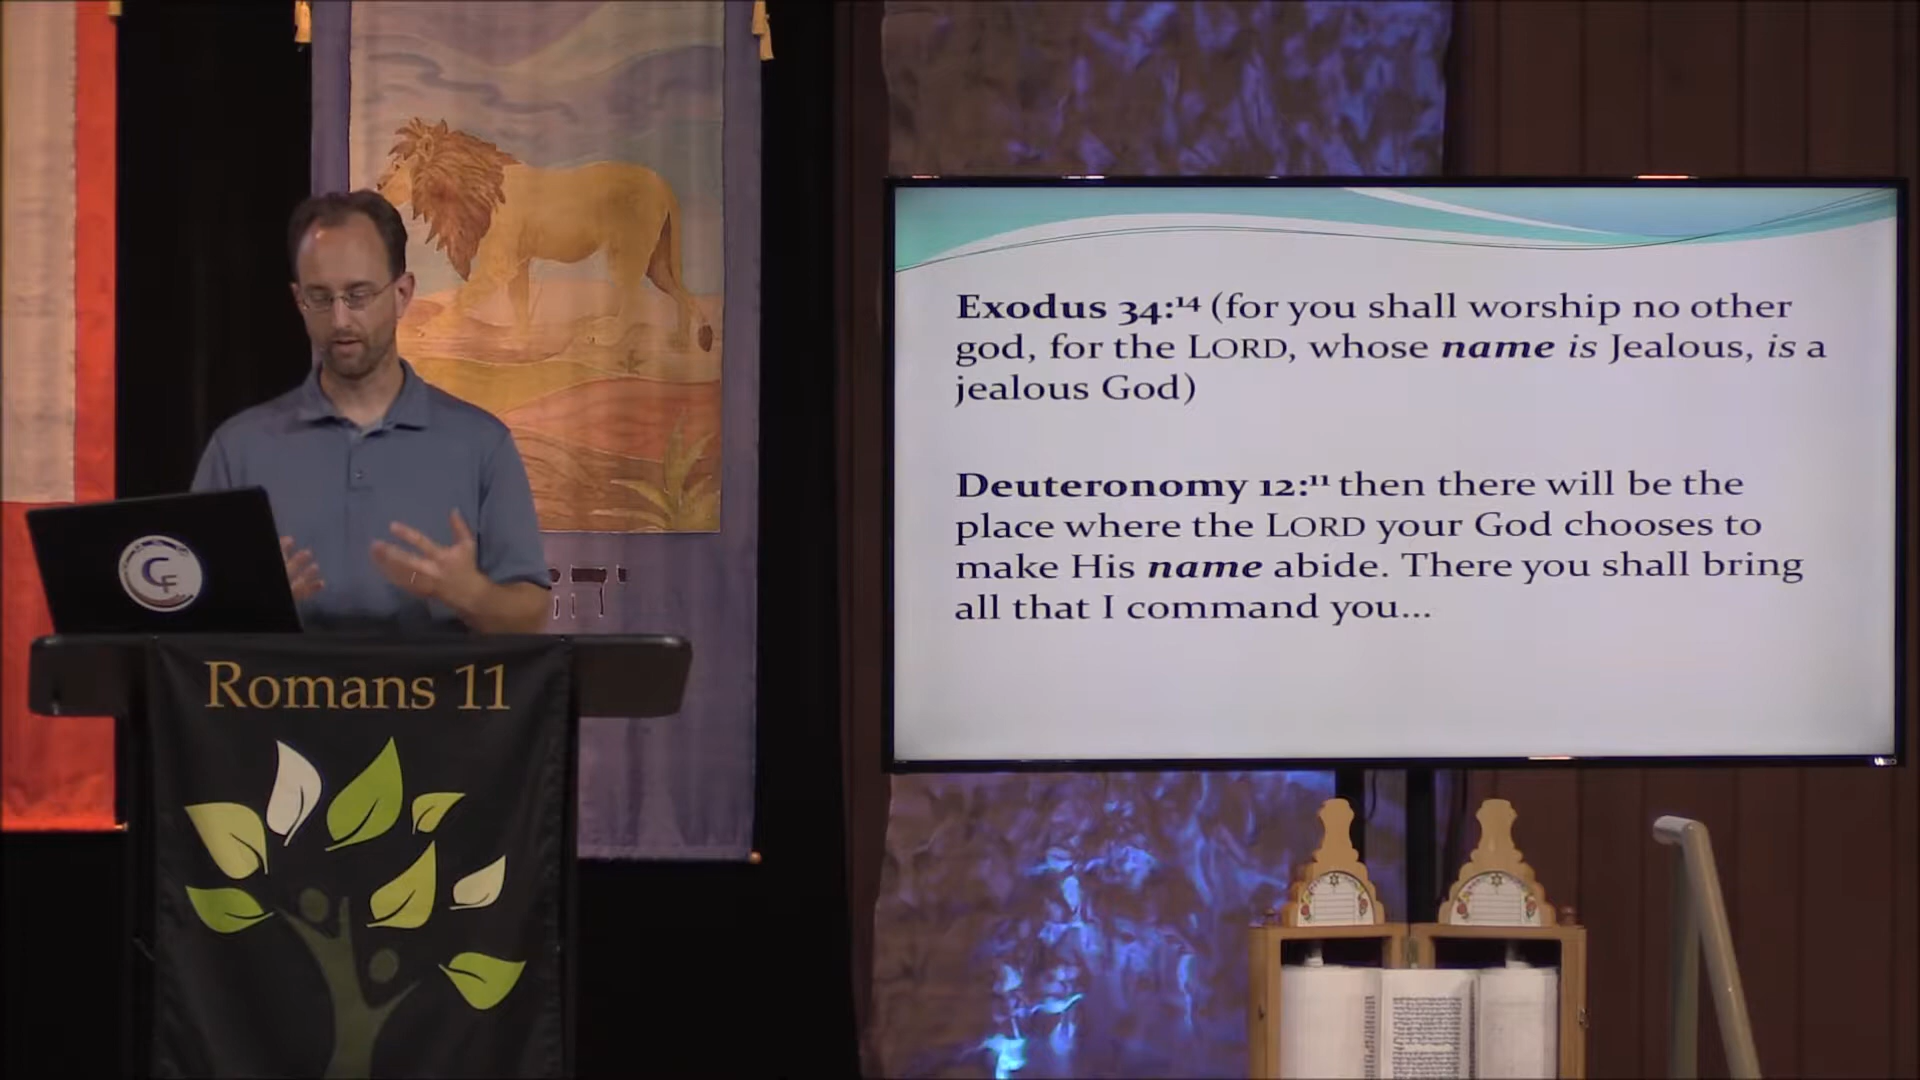 Exodus 34:14 (for you shall worship no other
god, for the LORD, whose name is Jealous, is a
jealous God)
Deuteronomy 12:11 then there will be the
place where the LORD your God chooses to
make His name abide. There you shall bring
all that I command you...
Romans 11
CF